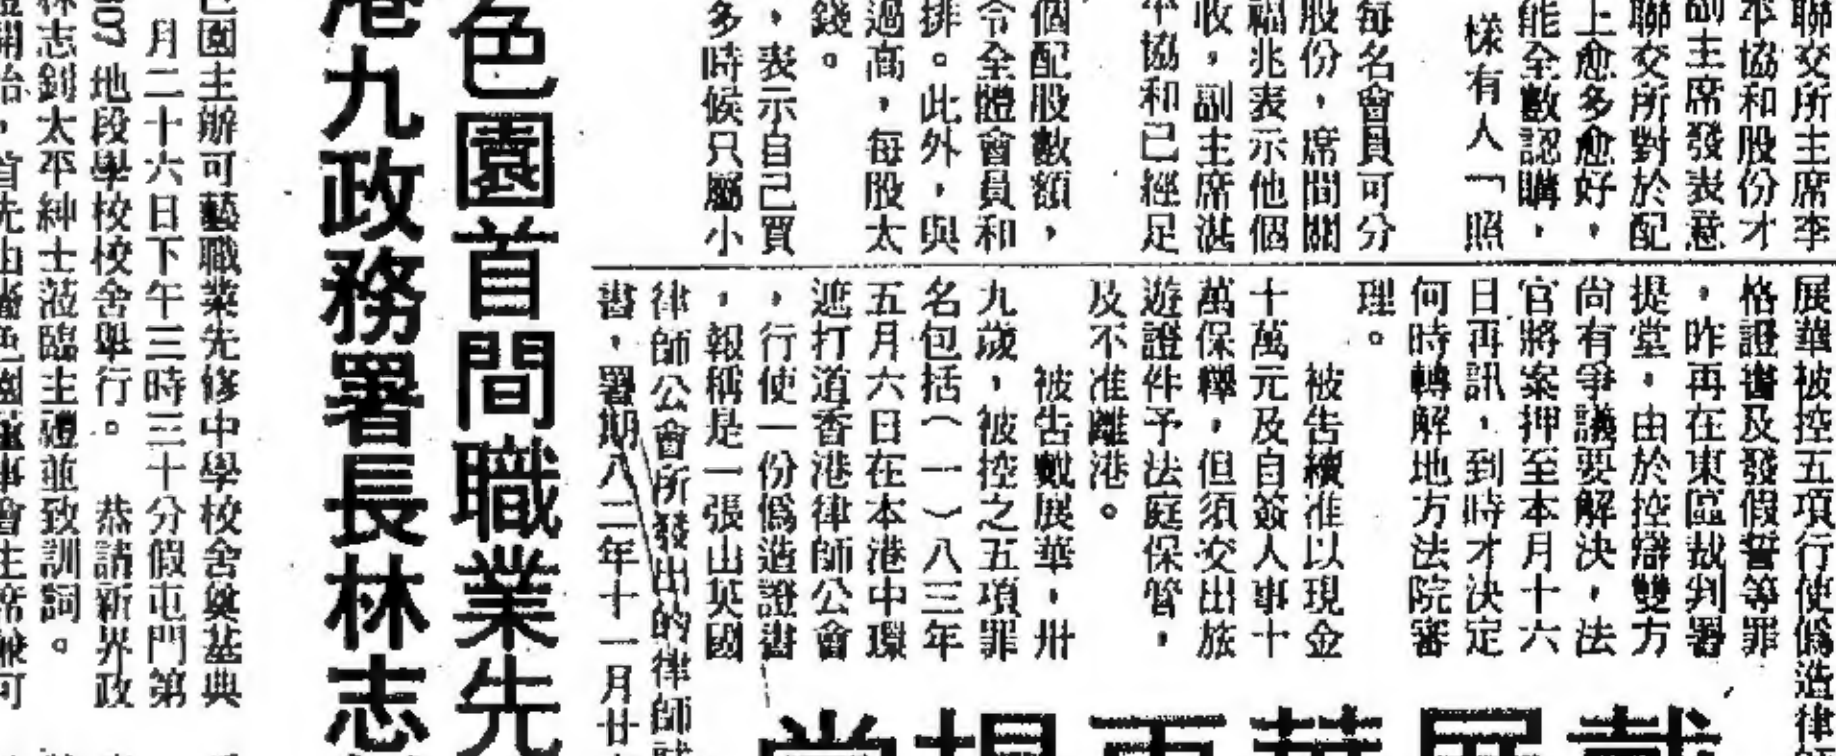 聯交所主席李
本協和股份才
副主席發表意
聯交所對於配
上愈多愈好，
能全數認購，
樣有人「照
每名會員可分
股份，席間關
福兆表示他個
收，副主席湛
本協和已經足
個配股數額，
令全體會員和
排。此外，與
過高，每股太
錢。
，表示自己買
多時候只屬小
展華被控五項行使偽造律
格證書及發假誓等罪
，昨再在東區裁判署
提堂，由於控辯雙方
尚有爭議要解決，法
官將案押至本月十六
日再訊，到時才決定
何時轉解地方法院審
理。
被告續准以現金
十萬元及自簽人事十
萬保釋，但須交出旅
遊證件予法庭保管，
及不准離港。
被告戴展華，卅
九歲，被控之五項罪
名包括（一）八三年
五月六日在本港中環
遮打道香港律師公會
，行使一份偽造證書
，報稱是一張由英國
律師公會所發出的律師
書，署期八二年十一月廿
戴展華再提堂
色園首間職業先
港九政務署長林志
色園主辦可藝職業先修中學校舍奠基典
月二十六日下午三時三十分假屯門第
07地段學校校舍舉行。恭請新界政
林志釗太平紳士蒞臨主禮並致訓詞。
開始，首先由嗇色園董事會主席兼可